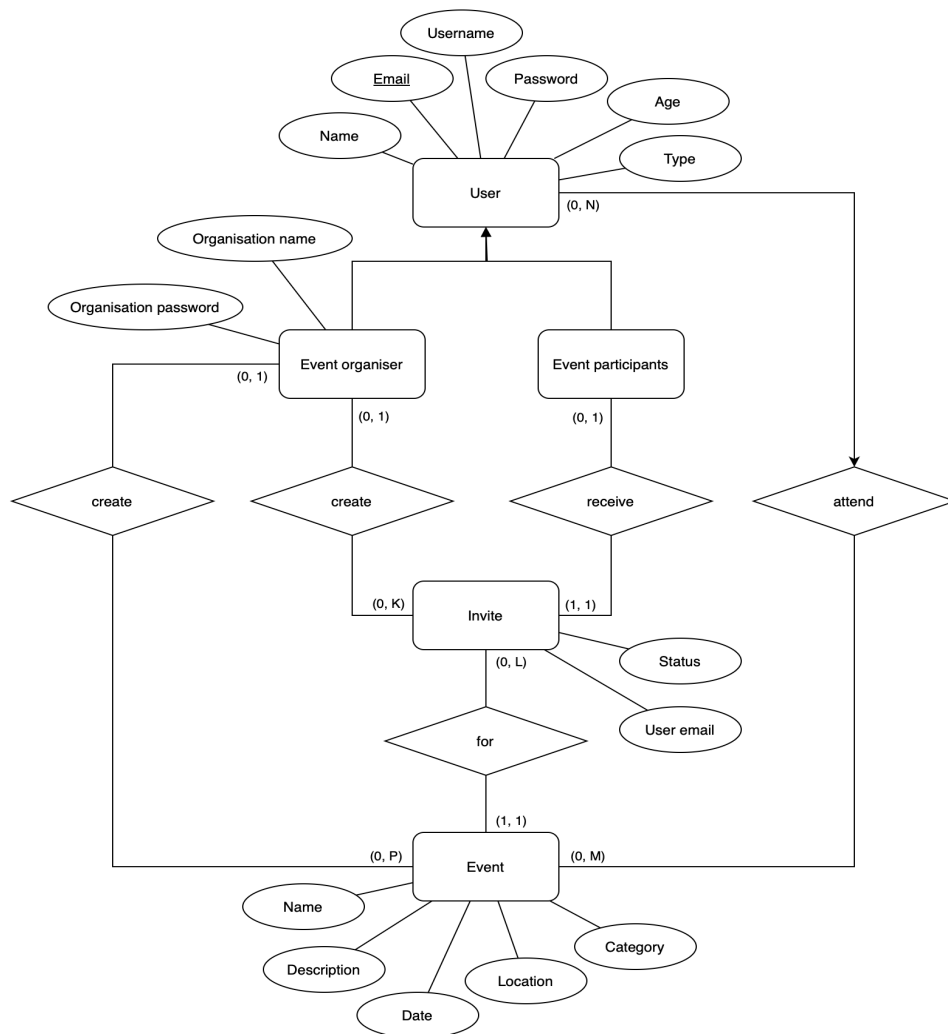 Username
Email
Password
Age
Name
Type
User
(0, N)
Organisation name
Organisation password
Event organiser
Event participants
(0, 1)
(0, 1)
(0, 1)
create
create
receive
attend
(0, K)
Invite
(1, 1)
(0, L)
Status
User email
for
(1, 1)
(0, P)
Event
(0, M)
Name
Category
Description
Location
Date